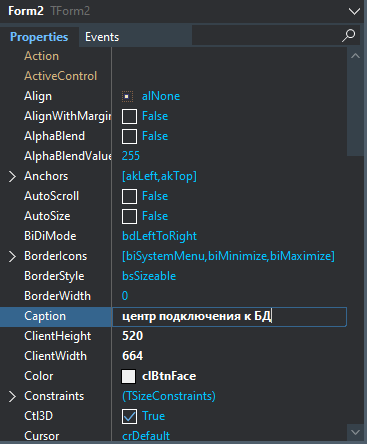 Form2 TForm2
Properties Events
Action
ActiveControl
Align alNone
AlignWithMargin False
AlphaBlend False
AlphaBlendValue 255
Anchors [akLeft,akTop]
AutoScroll False
AutoSize False
BiDiMode bdLeftToRight
BorderIcons [biSystemMenu,biMinimize,biMaximize]
BorderStyle bsSizeable
BorderWidth 0
Caption центр подключения к БД
ClientHeight 520
ClientWidth 664
Color clBtnFace
Constraints (TSizeConstraints)
Ctl3D True
Cursor crDefault